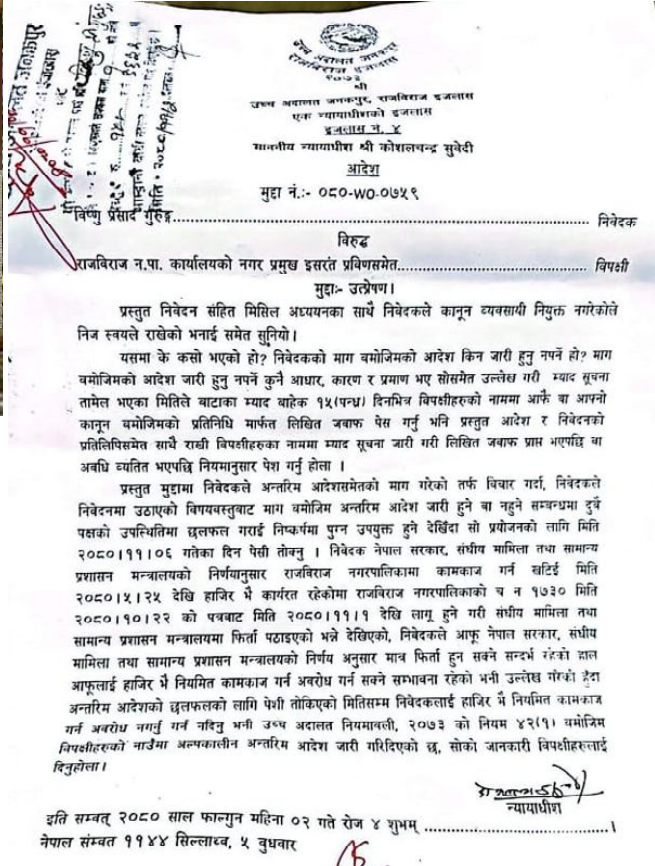 उच्च अदालत जनकपुर
राजविराज इजलास
२०७३
श्री
उच्च अदालत जनकपुर, राजविराज इजलास
एक न्यायाधीशको इजलास
इजलास नं. ४
माननीय न्यायाधीश श्री कोशलचन्द्र सुवेदी
आदेश
मुद्दा नं.:- ०८०-WO-०७५९
विष्णु प्रसाद गुरुङ्ग.......................................................................................... निवेदक
विरुद्ध
राजविराज न.पा. कार्यालयको नगर प्रमुख इसरत प्रविणसमेत............................................. विपक्षी
मुद्दाः- उत्प्रेषण।
प्रस्तुत निवेदन संहित मिसिल अध्ययनका साथै निवेदकले कानून व्यवसायी नियुक्त नगरेकोले
निज स्वयंले राखेको भनाई समेत सुनियो।
यसमा के कसो भएको हो? निवेदकको माग बमोजिमको आदेश किन जारी हुनु नपर्ने हो? माग
बमोजिमको आदेश जारी हुनु नपर्ने कुनै आधार, कारण र प्रमाण भए सोसमेत उल्लेख गरी म्याद सूचना
तामेल भएका मितिले बाटाका म्याद बाहेक १५(पन्ध्र) दिनभित्र विपक्षीहरुको नाममा आफै वा आफ्नो
कानून बमोजिमको प्रतिनिधि मार्फत लिखित जवाफ पेस गर्नु भनि प्रस्तुत आदेश र निवेदनको
प्रतिलिपिसमेत साथै राखी विपक्षीहरुका नाममा म्याद सूचना जारी गरी लिखित जवाफ प्राप्त भएपछि वा
अवधि व्यतित भएपछि नियमानुसार पेश गर्नु होला ।
प्रस्तुत मुद्दामा निवेदकले अन्तरिम आदेशसमेतको माग गरेको तर्फ विचार गर्दा, निवेदकले
निवेदनमा उठाएको विषयवस्तुबाट माग बमोजिम अन्तरिम आदेश जारी हुने वा नहुने सम्बन्धमा दुवै
पक्षको उपस्थितिमा छलफल गराई निष्कर्षमा पुग्न उपयुक्त हुने देखिँदा सो प्रयोजनको लागि मिति
२०८०।११।०६ गतेका दिन पेसी तोक्नु । निवेदक नेपाल सरकार, संघीय मामिला तथा सामान्य
प्रशासन मन्त्रालयको निर्णयानुसार राजविराज नगरपालिकामा कामकाज गर्न खटिई मिति
२०८०।५।२५ देखि हाजिर भै कार्यरत रहेकोमा राजविराज नगरपालिकाको च न १७३० मिति
२०८०।१०।२२ को पत्रबाट मिति २०८०।११।१ देखि लागू हुने गरी संघीय मामिला तथा
सामान्य प्रशासन मन्त्रालयमा फिर्ता पठाइएको भन्ने देखिएको, निवेदकले आफू नेपाल सरकार, संघीय
मामिला तथा सामान्य प्रशासन मन्त्रालयको निर्णय अनुसार मात्र फिर्ता हुन सक्ने सन्दर्भ रहेको हाल
आफूलाई हाजिर भै नियमित कामकाज गर्न अवरोध गर्न सक्ने सम्भावना रहेको भनी उल्लेख गरेको हुँदा
अन्तरिम आदेशको छलफलको लागि पेशी तोकिएको मितिसम्म निवेदकलाई हाजिर भै नियमित कामकाज
गर्न अवरोध नगर्नु गर्न नदिनु भनी उच्च अदालत नियमावली, २०७३ को नियम ४२(१) बमोजिम
विपक्षीहरुको नाउँमा अल्पकालीन अन्तरिम आदेश जारी गरिदिएको छ, सोको जानकारी विपक्षीहरुलाई
दिनुहोला।
न्यायाधीश
इति सम्वत् २०८० साल फाल्गुन महिना ०२ गते रोज ४ शुभम् ...........................................।
नेपाल संम्वत ११४४ सिल्लाथ्व, ५ बुधवार